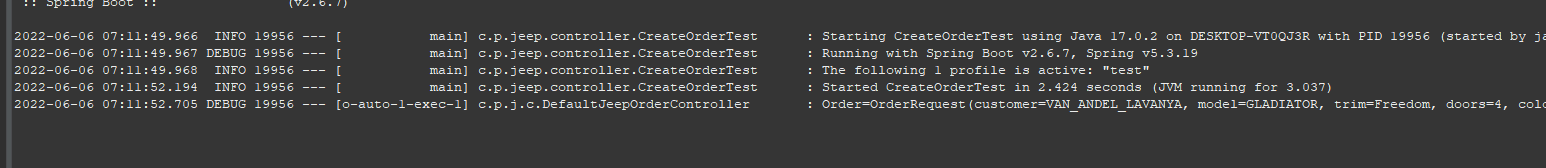 :: Spring Boot ::                (v2.6.7)
2022-06-06 07:11:49.966  INFO 19956 --- [           main] c.p.jeep.controller.CreateOrderTest      : Starting CreateOrderTest using Java 17.0.2 on DESKTOP-VT0QJ3R with PID 19956 (started by ja
2022-06-06 07:11:49.967 DEBUG 19956 --- [           main] c.p.jeep.controller.CreateOrderTest      : Running with Spring Boot v2.6.7, Spring v5.3.19
2022-06-06 07:11:49.968  INFO 19956 --- [           main] c.p.jeep.controller.CreateOrderTest      : The following 1 profile is active: "test"
2022-06-06 07:11:52.194  INFO 19956 --- [           main] c.p.jeep.controller.CreateOrderTest      : Started CreateOrderTest in 2.424 seconds (JVM running for 3.037)
2022-06-06 07:11:52.705 DEBUG 19956 --- [o-auto-1-exec-1] c.p.j.c.DefaultJeepOrderController       : Order=OrderRequest(customer=VAN_ANDEL_LAVANYA, model=GLADIATOR, trim=Freedom, doors=4, colo